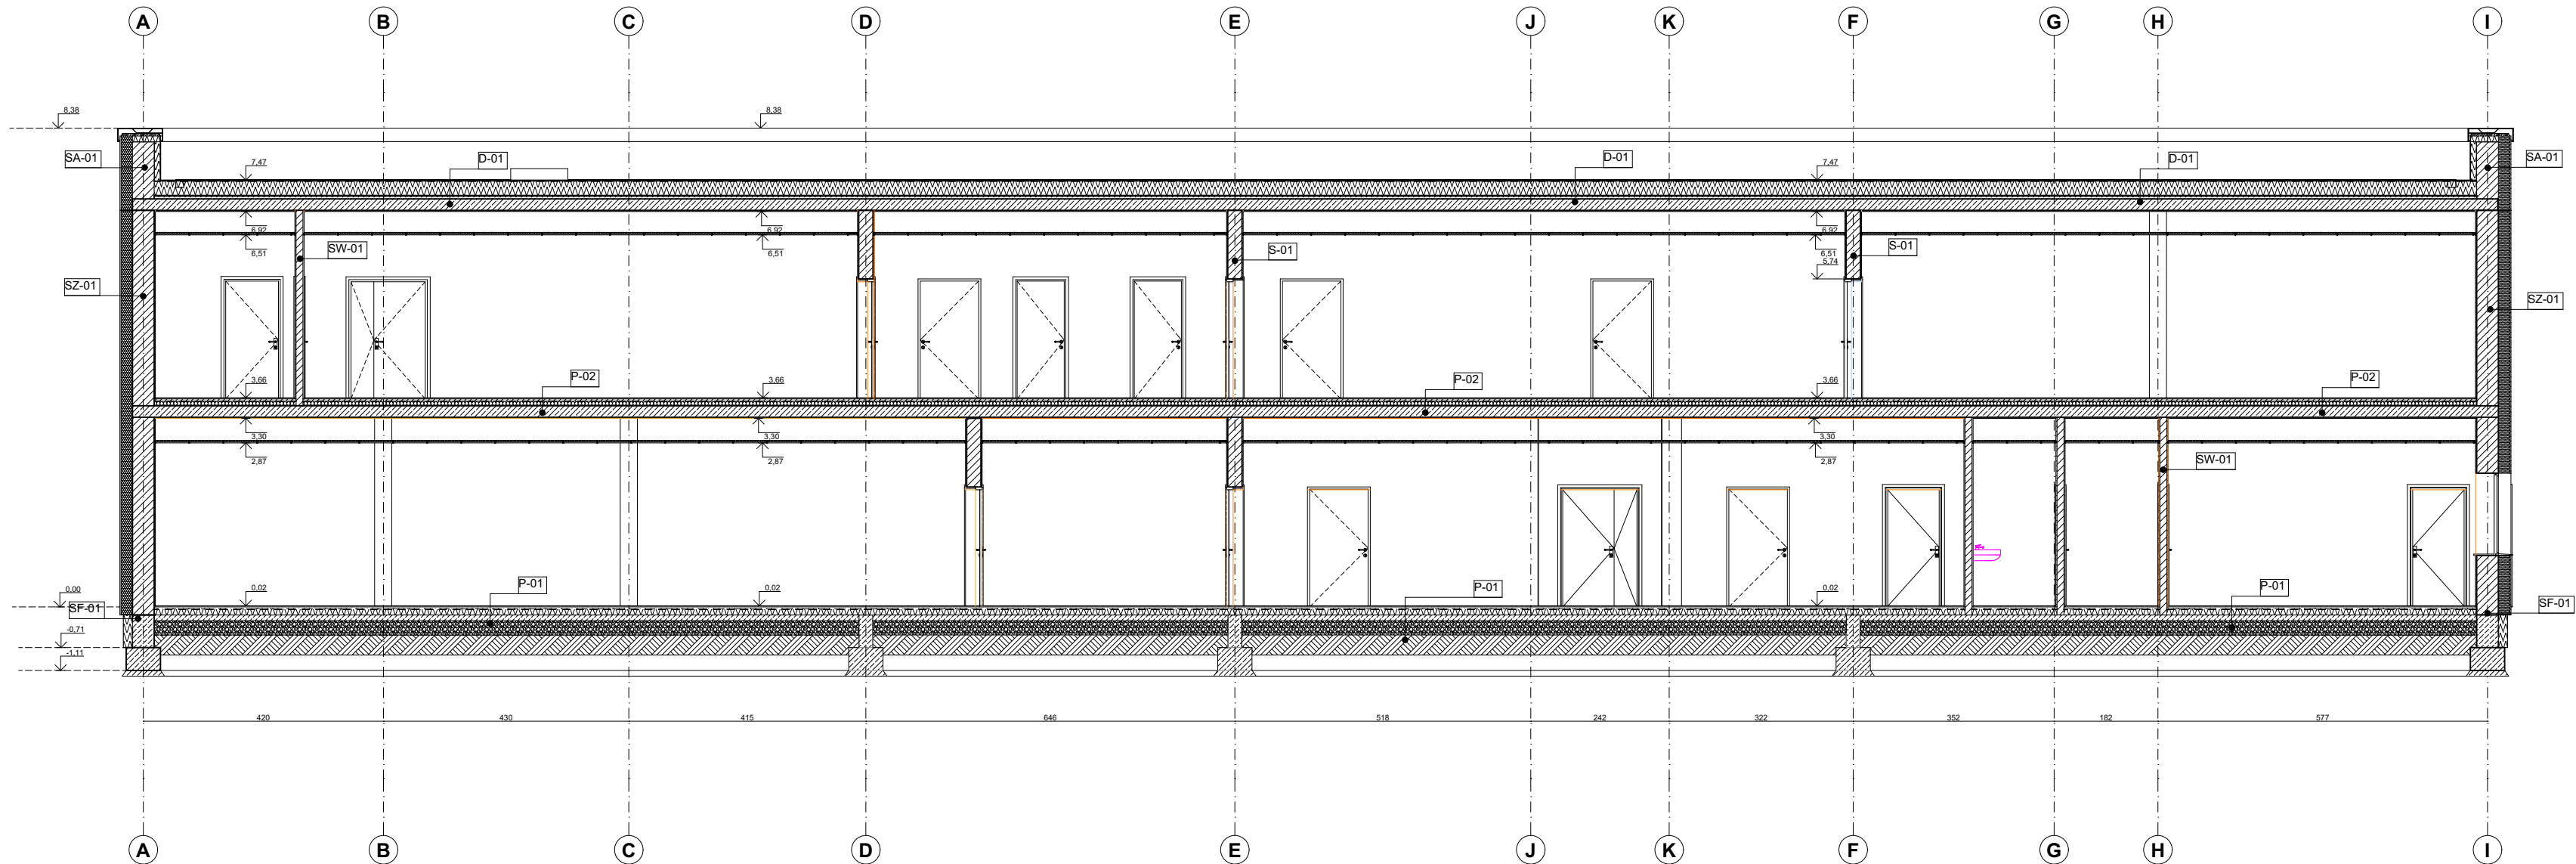 A B C D E J K F G H I
8,38 8,38
SA-01 D-01 D-01 D-01 SA-01
7,47 7,47
6,92 6,92 6,92
6,51 6,51 6,51
SW-01 S-01 S-01
5,74
SZ-01 SZ-01
3,66 3,66 3,66
P-02 P-02 P-02
3,30 3,30 3,30
2,87 2,87 2,87
SW-01
0,00 0,02 0,02 0,02
P-01 P-01 P-01
SF-01 SF-01
-0,71
-1,11
420 430 415 646 518 242 322 352 182 577
A B C D E J K F G H I